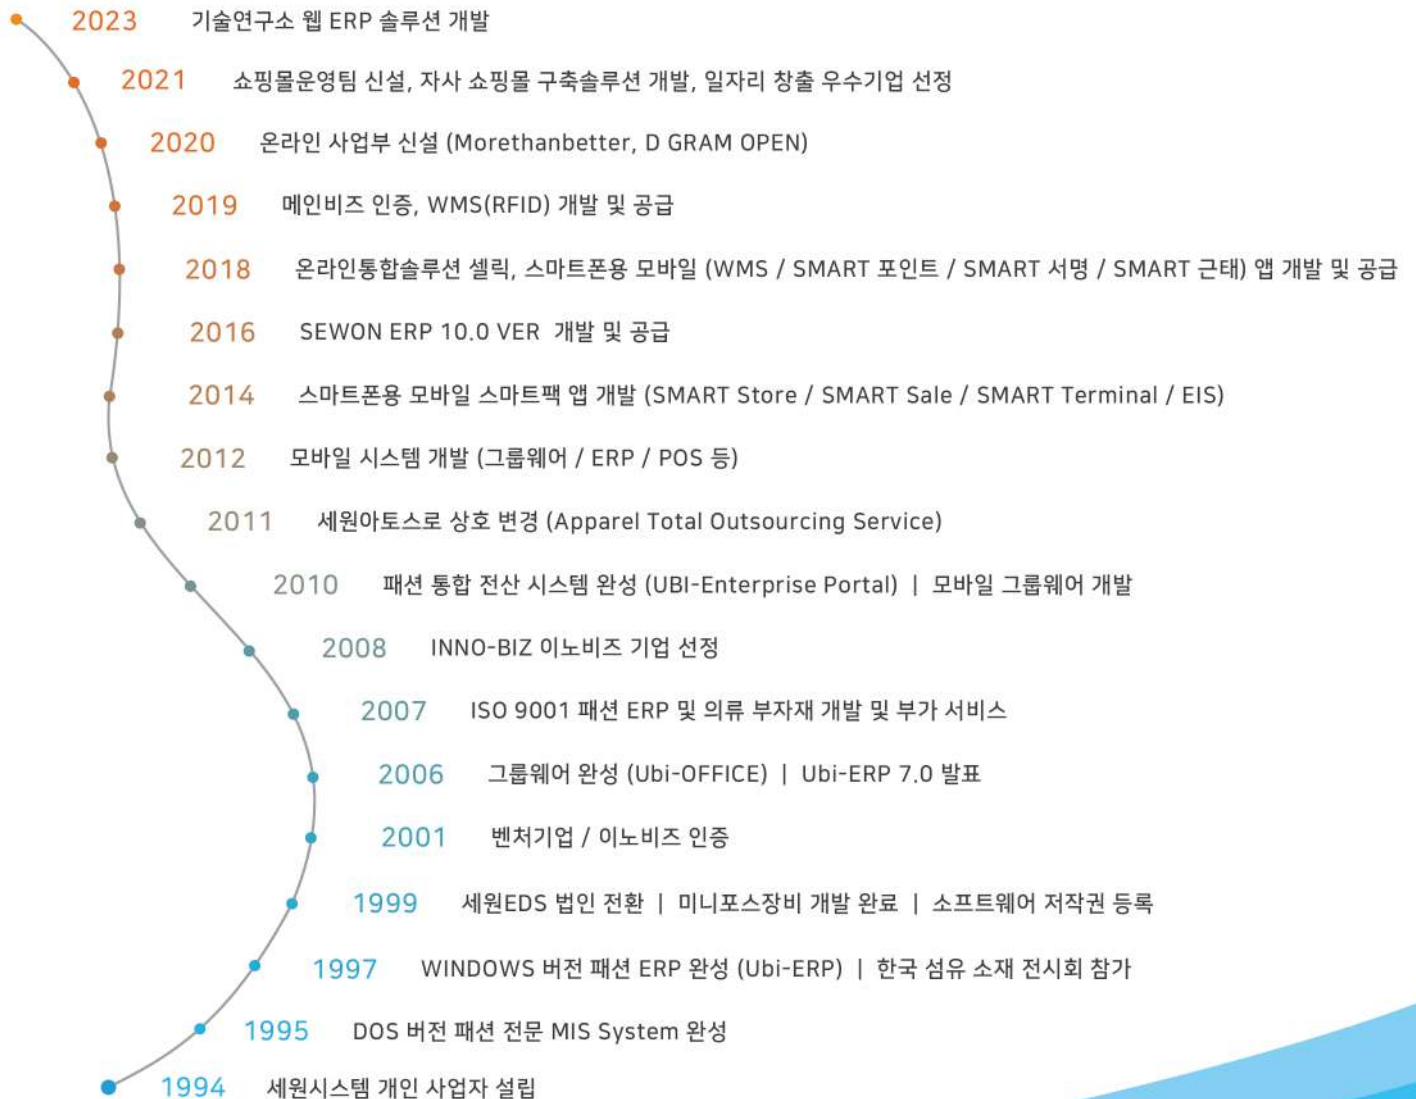 2023 기술연구소 웹 ERP 솔루션 개발
2021 쇼핑몰운영팀 신설, 자사 쇼핑몰 구축솔루션 개발, 일자리 창출 우수기업 선정
2020 온라인 사업부 신설 (Morethanbetter, D GRAM OPEN)
2019 메인비즈 인증, WMS(RFID) 개발 및 공급
2018 온라인통합솔루션 셀릭, 스마트폰용 모바일 (WMS / SMART 포인트 / SMART 서명 / SMART 근태) 앱 개발 및 공급
2016 SEWON ERP 10.0 VER 개발 및 공급
2014 스마트폰용 모바일 스마트팩 앱 개발 (SMART Store / SMART Sale / SMART Terminal / EIS)
2012 모바일 시스템 개발 (그룹웨어 / ERP / POS 등)
2011 세원아토스로 상호 변경 (Apparel Total Outsourcing Service)
2010 패션 통합 전산 시스템 완성 (UBI-Enterprise Portal) | 모바일 그룹웨어 개발
2008 INNO-BIZ 이노비즈 기업 선정
2007 ISO 9001 패션 ERP 및 의류 부자재 개발 및 부가 서비스
2006 그룹웨어 완성 (Ubi-OFFICE) | Ubi-ERP 7.0 발표
2001 벤처기업 / 이노비즈 인증
1999 세원EDS 법인 전환 | 미니포스장비 개발 완료 | 소프트웨어 저작권 등록
1997 WINDOWS 버전 패션 ERP 완성 (Ubi-ERP) | 한국 섬유 소재 전시회 참가
1995 DOS 버전 패션 전문 MIS System 완성
1994 세원시스템 개인 사업자 설립